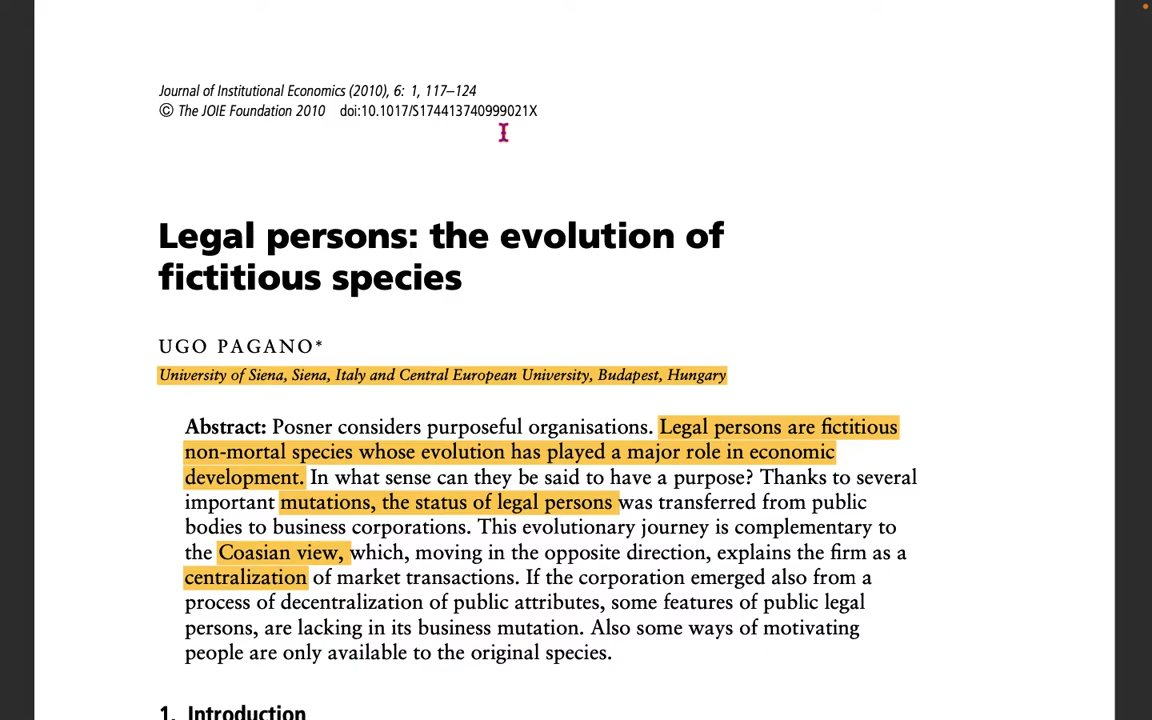 Journal of Institutional Economics (2010), 6: 1, 117–124
© The JOIE Foundation 2010 doi:10.1017/S174413740999021X
Legal persons: the evolution of
fictitious species
UGO PAGANO*
University of Siena, Siena, Italy and Central European University, Budapest, Hungary
Abstract: Posner considers purposeful organisations. Legal persons are fictitious
non-mortal species whose evolution has played a major role in economic
development. In what sense can they be said to have a purpose? Thanks to several
important mutations, the status of legal persons was transferred from public
bodies to business corporations. This evolutionary journey is complementary to
the Coasian view, which, moving in the opposite direction, explains the firm as a
centralization of market transactions. If the corporation emerged also from a
process of decentralization of public attributes, some features of public legal
persons, are lacking in its business mutation. Also some ways of motivating
people are only available to the original species.
1. Introduction